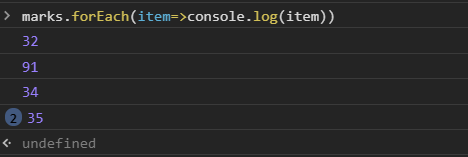 marks.forEach(item=>console.log(item))
32
91
34
2 35
undefined